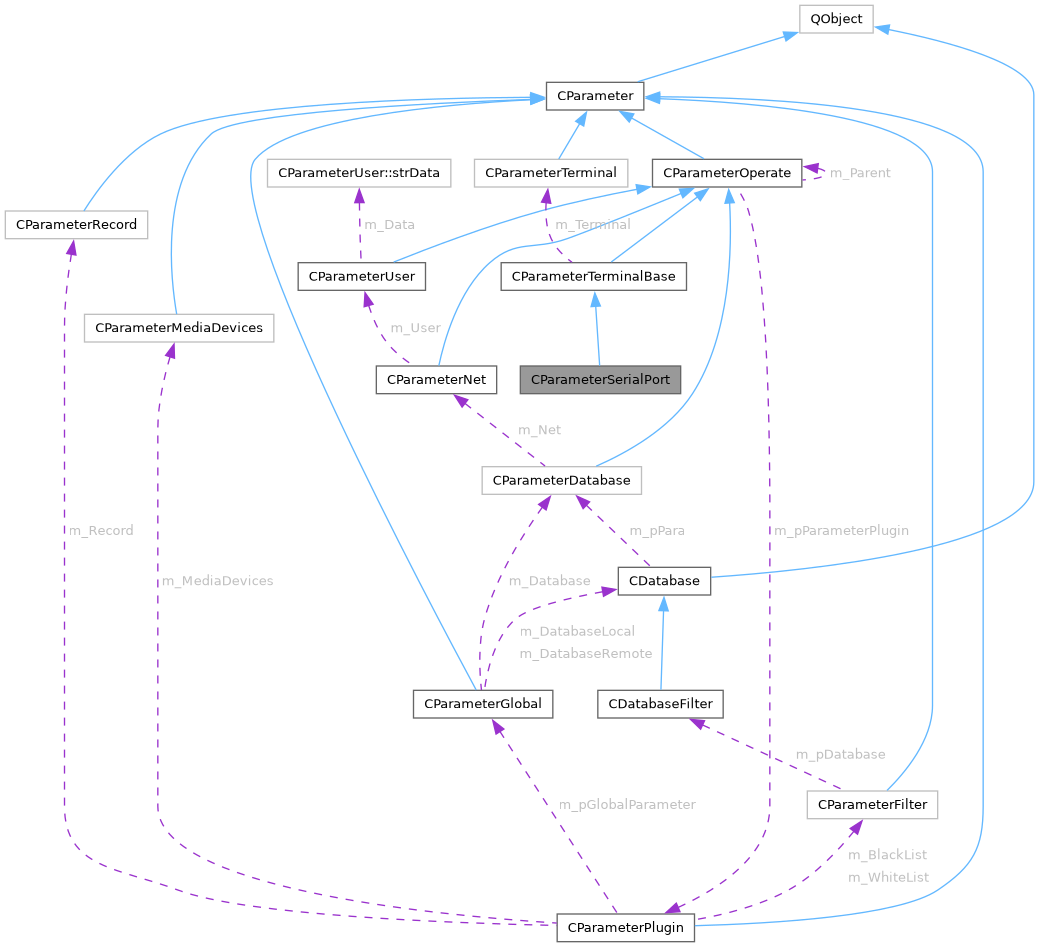 QObject
CParameter
CParameterUser::strData
CParameterTerminal
CParameterOperate
m_Parent
CParameterRecord
m_Data
m_Terminal
CParameterUser
CParameterTerminalBase
CParameterMediaDevices
m_User
CParameterNet
CParameterSerialPort
m_Net
CParameterDatabase
m_Record
m_pPara
m_pParameterPlugin
m_MediaDevices
m_Database
CDatabase
m_DatabaseLocal
m_DatabaseRemote
CParameterGlobal
CDatabaseFilter
m_pDatabase
m_pGlobalParameter
CParameterFilter
m_BlackList
m_WhiteList
CParameterPlugin